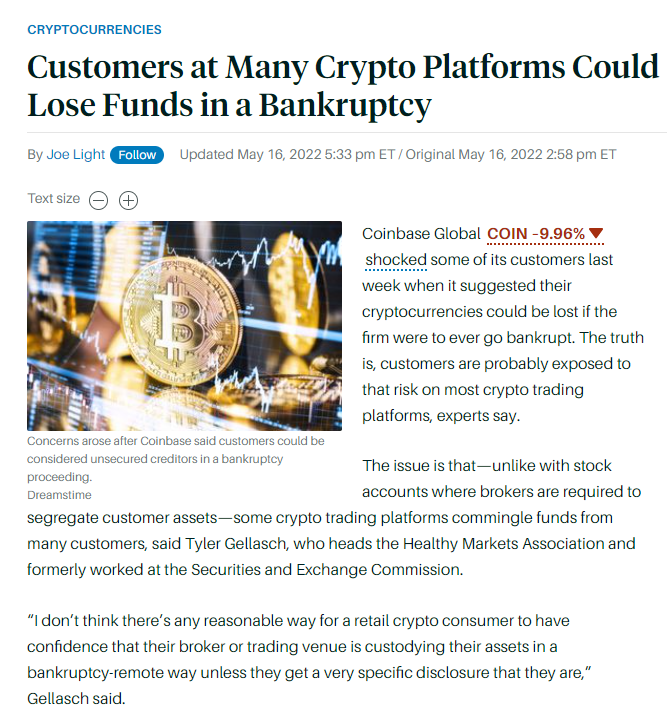 CRYPTOCURRENCIES
Customers at Many Crypto Platforms Could
Lose Funds in a Bankruptcy
By Joe Light Follow Updated May 16, 2022 5:33 pm ET / Original May 16, 2022 2:58 pm ET
Text size
Coinbase Global COIN -9.96% ▼
shocked some of its customers last
week when it suggested their
cryptocurrencies could be lost if the
firm were to ever go bankrupt. The truth
is, customers are probably exposed to
that risk on most crypto trading
platforms, experts say.
Concerns arose after Coinbase said customers could be
considered unsecured creditors in a bankruptcy
proceeding.
Dreamstime
The issue is that—unlike with stock
accounts where brokers are required to
segregate customer assets—some crypto trading platforms commingle funds from
many customers, said Tyler Gellasch, who heads the Healthy Markets Association and
formerly worked at the Securities and Exchange Commission.
“I don’t think there’s any reasonable way for a retail crypto consumer to have
confidence that their broker or trading venue is custodying their assets in a
bankruptcy-remote way unless they get a very specific disclosure that they are,”
Gellasch said.